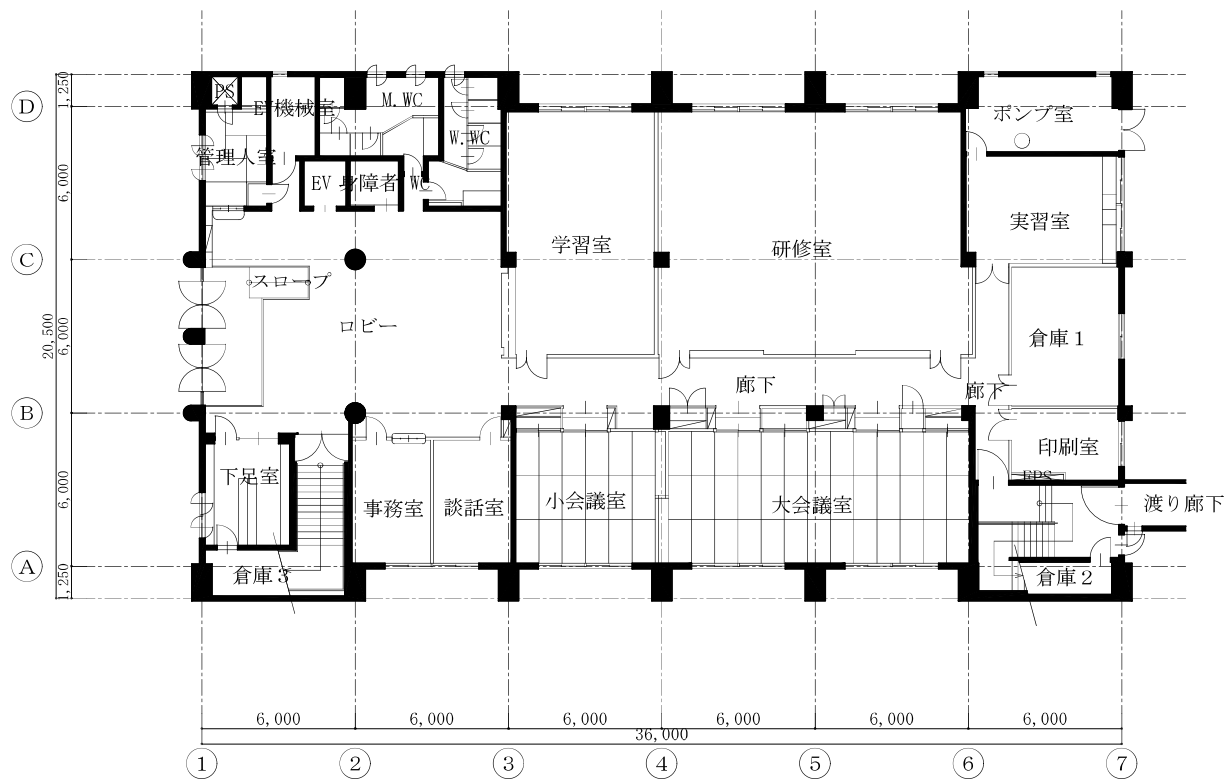 1,250
D
PS
EV機械室
M.WC
W.WC
ポンプ室
管理人室
6,000
EV
身障者 WC
実習室
学習室
研修室
C
スロープ
ロビー
20,500
6,000
倉庫1
廊下
廊下
B
印刷室
下足室
EPS
事務室
談話室
小会議室
大会議室
渡り廊下
6,000
A
倉庫3
倉庫2
1,250
6,000
6,000
6,000
6,000
6,000
6,000
36,000
1
2
3
4
5
6
7